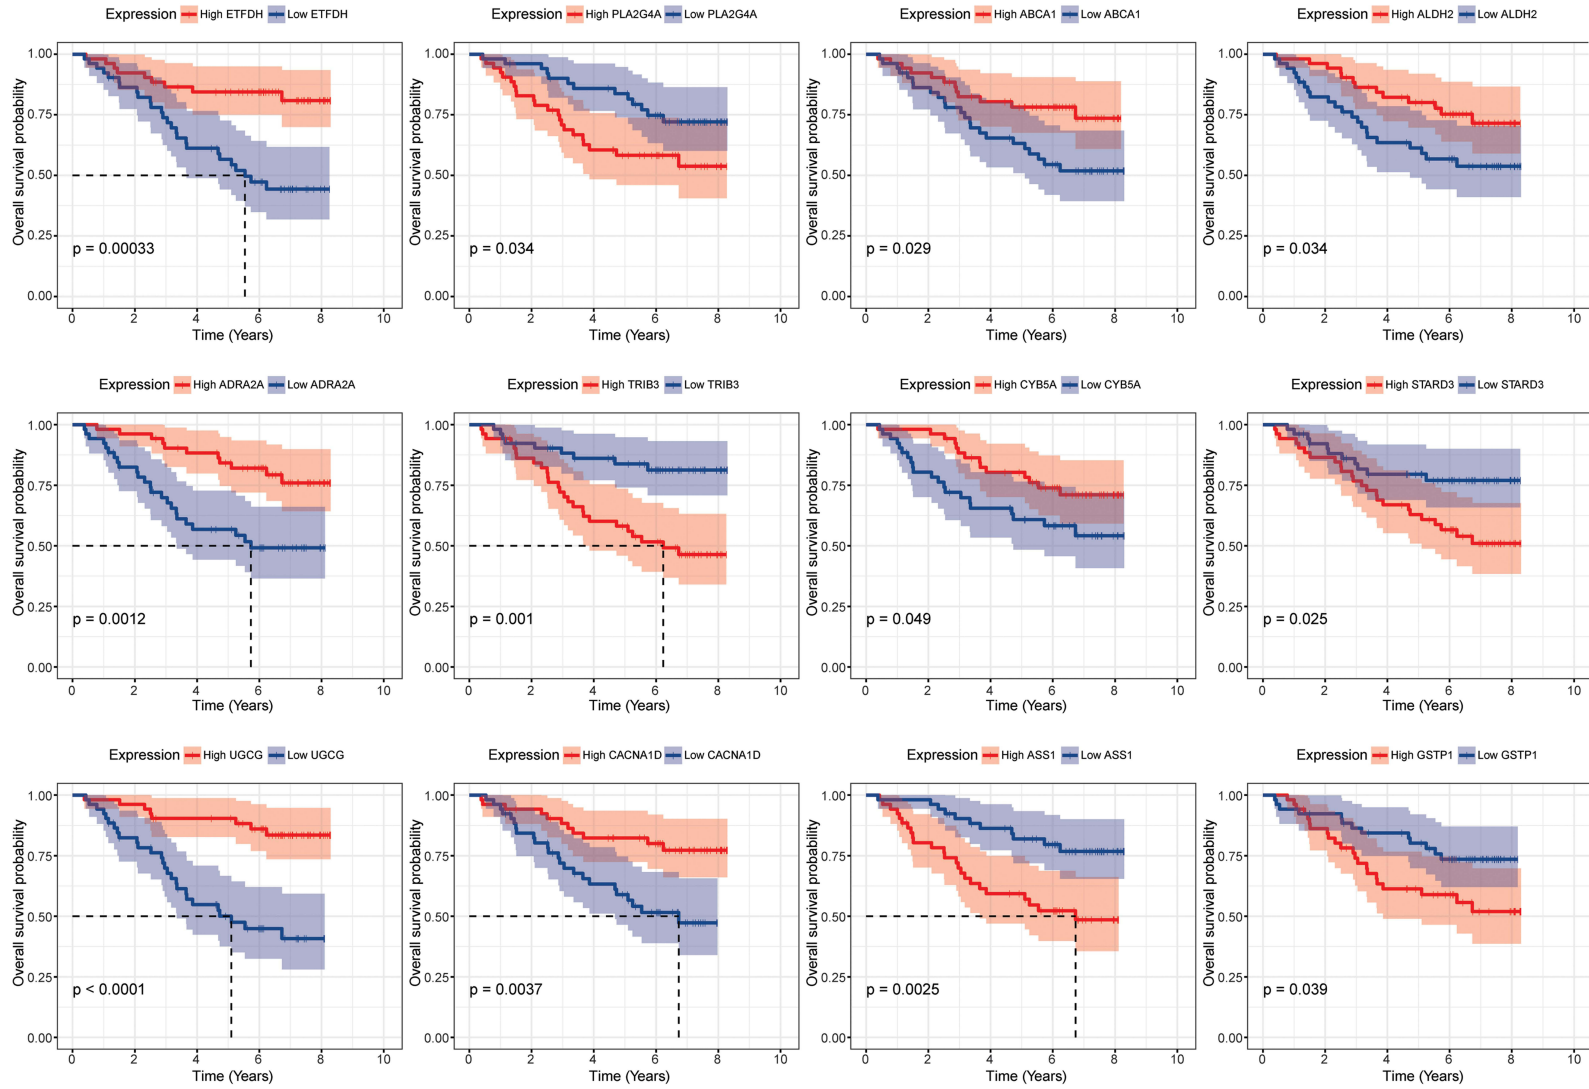 Expression High ETFDH Low ETFDH
Overall survival probability
1.00
0.75
0.50
0.25
0.00
p = 0.00033
0 2 4 6 8 10
Time (Years)
Expression High PLA2G4A Low PLA2G4A
Overall survival probability
1.00
0.75
0.50
0.25
0.00
p = 0.034
0 2 4 6 8 10
Time (Years)
Expression High ABCA1 Low ABCA1
Overall survival probability
1.00
0.75
0.50
0.25
0.00
p = 0.029
0 2 4 6 8 10
Time (Years)
Expression High ALDH2 Low ALDH2
Overall survival probability
1.00
0.75
0.50
0.25
0.00
p = 0.034
0 2 4 6 8 10
Time (Years)
Expression High ADRA2A Low ADRA2A
Overall survival probability
1.00
0.75
0.50
0.25
0.00
p = 0.0012
0 2 4 6 8 10
Time (Years)
Expression High TRIB3 Low TRIB3
Overall survival probability
1.00
0.75
0.50
0.25
0.00
p = 0.001
0 2 4 6 8 10
Time (Years)
Expression High CYB5A Low CYB5A
Overall survival probability
1.00
0.75
0.50
0.25
0.00
p = 0.049
0 2 4 6 8 10
Time (Years)
Expression High STARD3 Low STARD3
Overall survival probability
1.00
0.75
0.50
0.25
0.00
p = 0.025
0 2 4 6 8 10
Time (Years)
Expression High UGCG Low UGCG
Overall survival probability
1.00
0.75
0.50
0.25
0.00
p < 0.0001
0 2 4 6 8 10
Time (Years)
Expression High CACNA1D Low CACNA1D
Overall survival probability
1.00
0.75
0.50
0.25
0.00
p = 0.0037
0 2 4 6 8 10
Time (Years)
Expression High ASS1 Low ASS1
Overall survival probability
1.00
0.75
0.50
0.25
0.00
p = 0.0025
0 2 4 6 8 10
Time (Years)
Expression High GSTP1 Low GSTP1
Overall survival probability
1.00
0.75
0.50
0.25
0.00
p = 0.039
0 2 4 6 8 10
Time (Years)